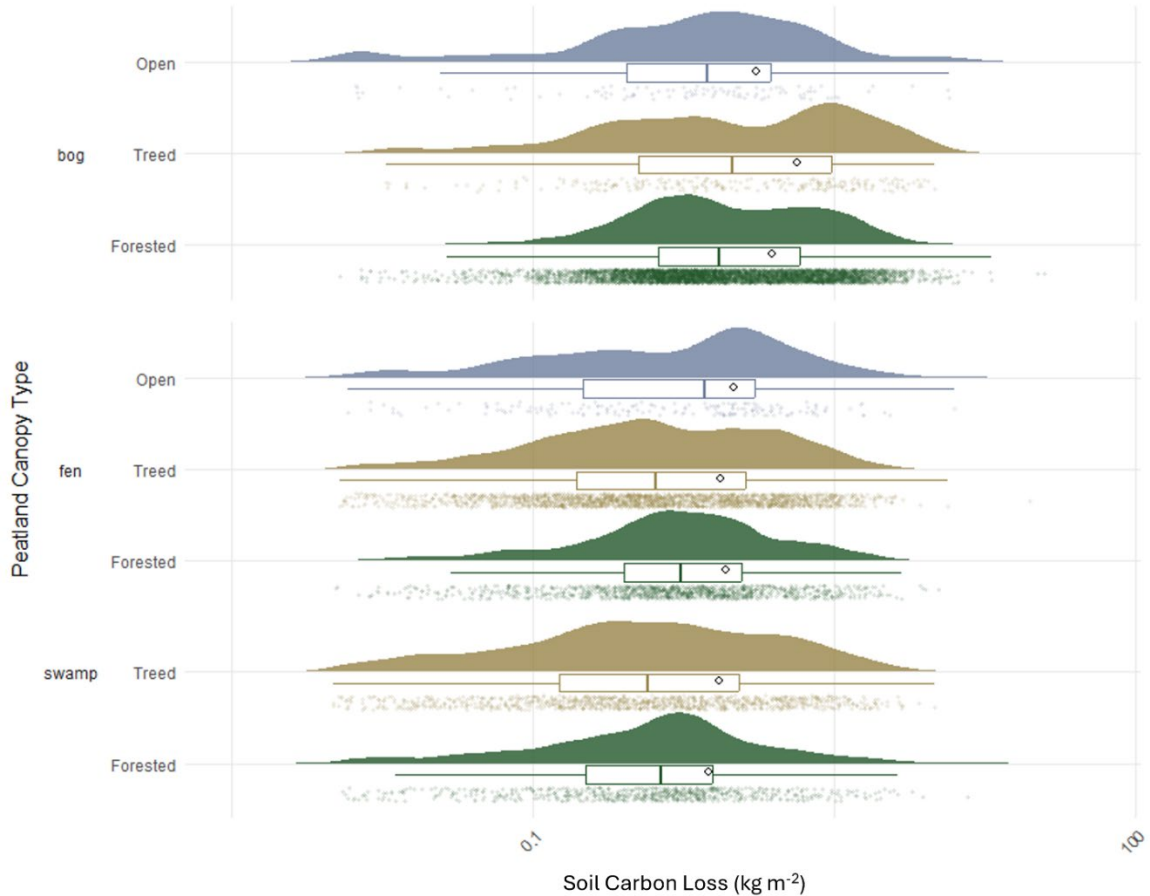 Peatland Canopy Type
bog
Open
Treed
Forested
fen
Open
Treed
Forested
swamp
Treed
Forested
0.1
100
Soil Carbon Loss (kg m⁻²)